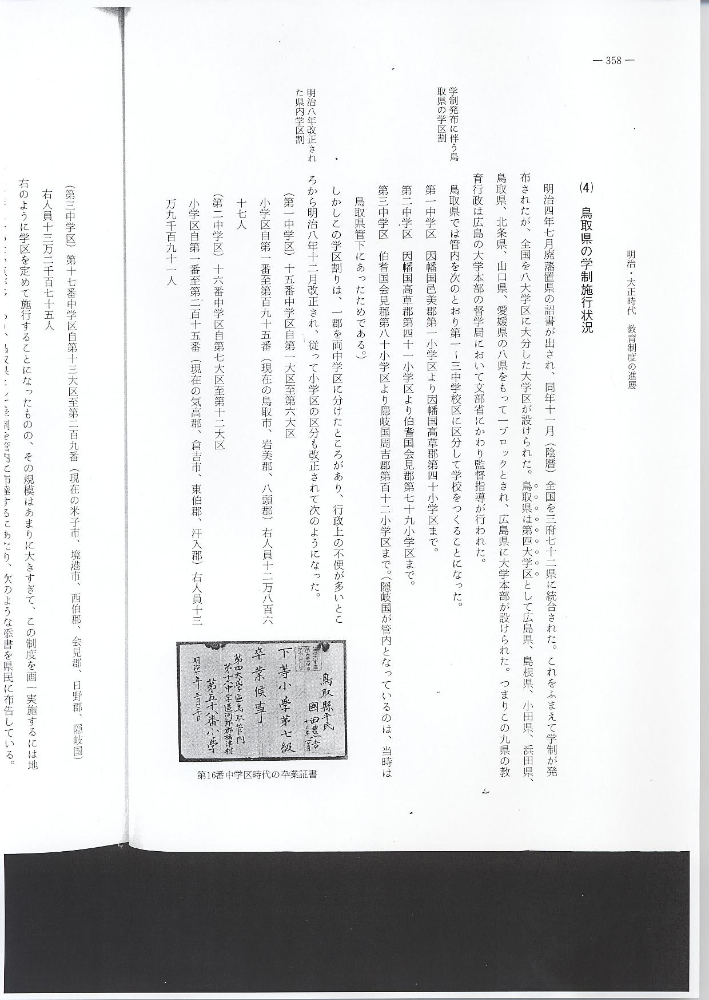 ― 358 ―
明治・大正時代 教育制度の進展
(4) 鳥取県の学制施行状況
明治四年七月廃藩置県の詔書が出され、同年十一月（陰暦）全国を三府七十二県に統合された。これをふまえて学制が発
布されたが、全国を八大学区に大分した大学区が設けられた。鳥取県は第四大学区として広島県、島根県、小田県、浜田県、
鳥取県、北条県、山口県、愛媛県の八県をもって一ブロックとされ、広島県に大学本部が設けられた。つまりこの九県の教
育行政は広島の大学本部の督学局において文部省にかわり監督指導が行われた。
学制発布に伴う鳥
取県の学区割
鳥取県では管内を次のとおり第一～三中学校区に区分して学校をつくることになった。
第一中学区 因幡国邑美郡第一小学区より因幡国高草郡第四十小学区まで。
第二中学区 因幡国高草郡第四十一小学区より伯耆国会見郡第七十九小学区まで。
第三中学区 伯耆国会見郡第八十小学区より隠岐国周吉郡第百十二小学区まで。（隠岐国が管内となっているのは、当時は
鳥取県管下にあったためである。）
しかしこの学区割りは、一郡を両中学区に分けたところがあり、行政上の不便が多いとこ
明治八年改正され
た県内学区割
ろから明治八年十二月改正され、従って小学区の区分も改正されて次のようになった。
（第一中学区）十五番中学区自第一大区至第六大区
小学区自第一番至第百九十五番（現在の鳥取市、岩美郡、八頭郡）右人員十二万八百六
十七人
（第二中学区）十六番中学区自第七大区至第十二大区
小学区自第一番至第二百十五番（現在の気高郡、倉吉市、東伯郡、汗入郡）右人員十三
万九千百九十一人
鳥取縣平民
國田豊吉
下等小学第七級
卒業候事
第四大学區鳥取管内
第十六中学區河村郡橋津村
第五十八番小学
明治七年三月二十日
第16番中学区時代の卒業証書
（第三中学区）第十七番中学区自第十三大区至第二百九番（現在の米子市、境港市、西伯郡、会見郡、日野郡、隠岐国）
右人員十三万二千百七十五人
右のように学区を定めて施行することになったものの、その規模はあまりに大きすぎて、この制度を画一実施するには地
鳥取県として学制を管内に布達するにあたり、次のような添書を県民に布告している。